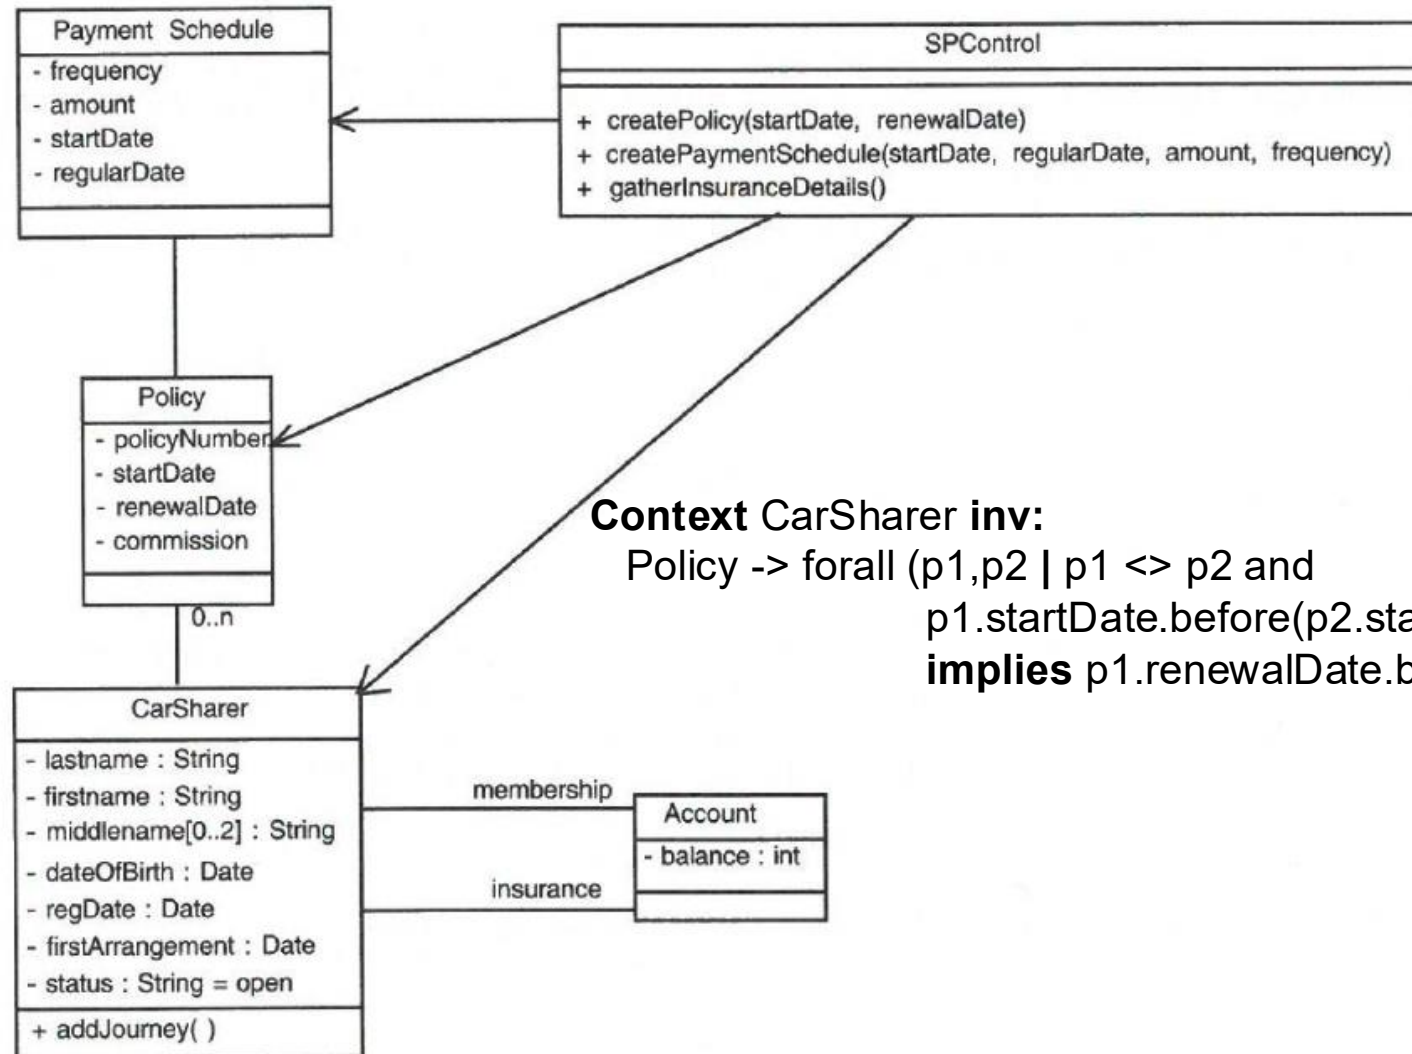 Payment Schedule
- frequency
- amount
- startDate
- regularDate
SPControl
+ createPolicy(startDate, renewalDate)
+ createPaymentSchedule(startDate, regularDate, amount, frequency)
+ gatherInsuranceDetails()
Policy
- policyNumber
- startDate
- renewalDate
- commission
0..n
Context CarSharer inv:
Policy -> forall (p1,p2 | p1 <> p2 and
p1.startDate.before(p2.sta
implies p1.renewalDate.b
CarSharer
- lastname : String
- firstname : String
- middlename[0..2] : String
- dateOfBirth : Date
- regDate : Date
- firstArrangement : Date
- status : String = open
+ addJourney( )
membership
insurance
Account
- balance : int